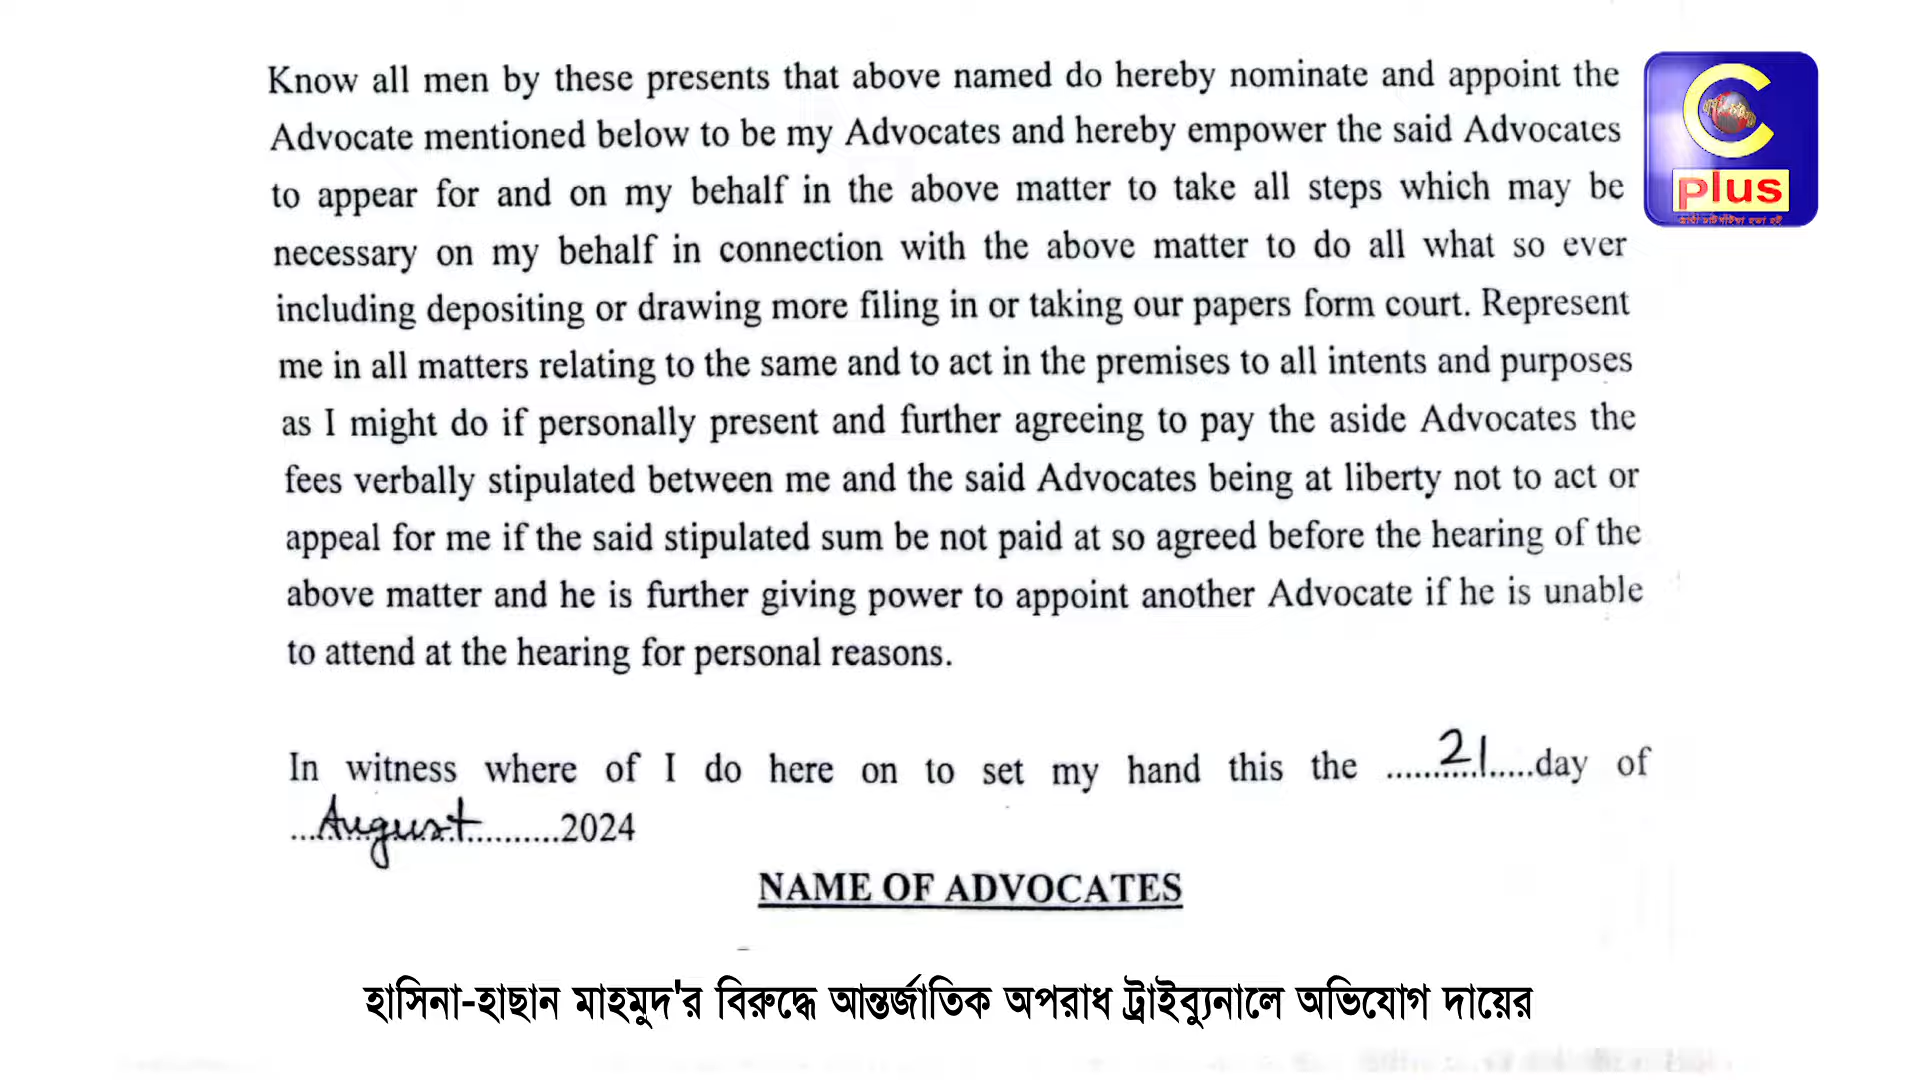 Know all men by these presents that above named do hereby nominate and appoint the
Advocate mentioned below to be my Advocates and hereby empower the said Advocates
to appear for and on my behalf in the above matter to take all steps which may be
necessary on my behalf in connection with the above matter to do all what so ever
including depositing or drawing more filing in or taking our papers form court. Represent
me in all matters relating to the same and to act in the premises to all intents and purposes
as I might do if personally present and further agreeing to pay the aside Advocates the
fees verbally stipulated between me and the said Advocates being at liberty not to act or
appeal for me if the said stipulated sum be not paid at so agreed before the hearing of the
above matter and he is further giving power to appoint another Advocate if he is unable
to attend at the hearing for personal reasons.
In witness where of I do here on to set my hand this the ..........21.....day of
...August..........2024
NAME OF ADVOCATES
C
plus
হাসিনা-হাছান মাহমুদ'র বিরুদ্ধে আন্তর্জাতিক অপরাধ ট্রাইব্যুনালে অভিযোগ দায়ের